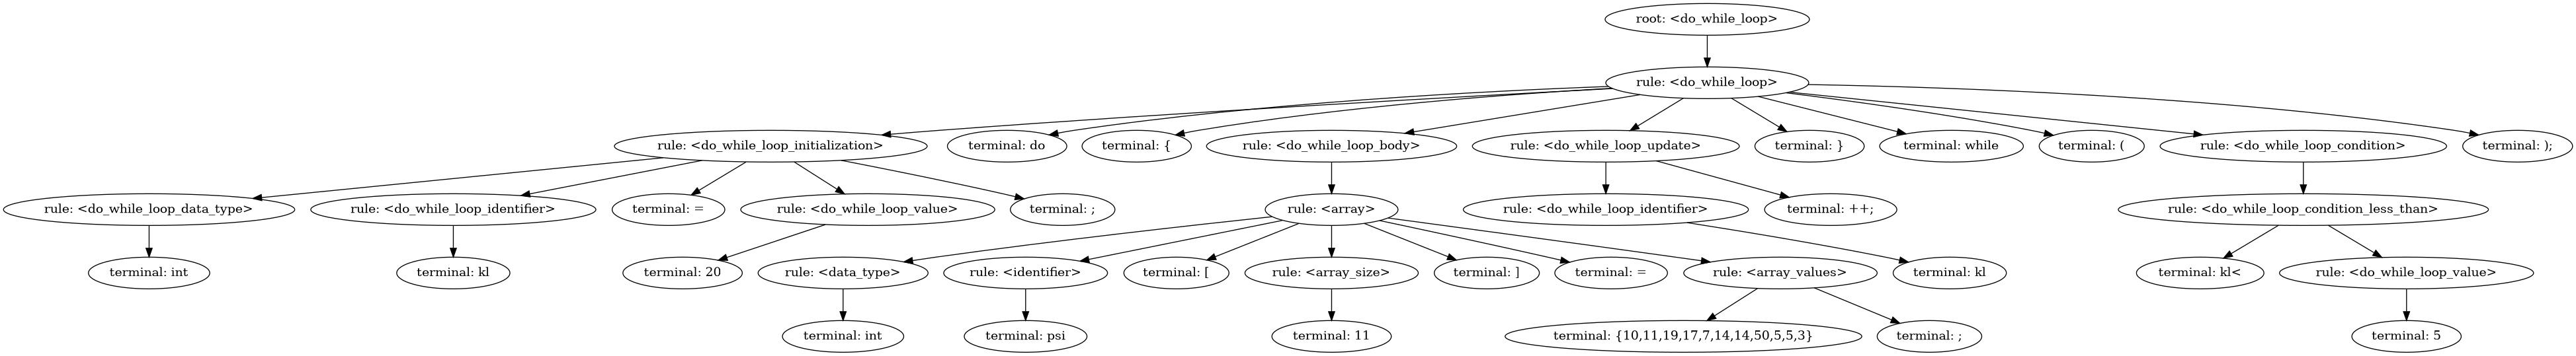 root: <do_while_loop>
rule: <do_while_loop>
rule: <do_while_loop_initialization>
terminal: do
terminal: {
rule: <do_while_loop_body>
rule: <do_while_loop_update>
terminal: }
terminal: while
terminal: (
rule: <do_while_loop_condition>
terminal: );
rule: <do_while_loop_data_type>
rule: <do_while_loop_identifier>
terminal: =
rule: <do_while_loop_value>
terminal: ;
rule: <array>
rule: <do_while_loop_identifier>
terminal: ++;
rule: <do_while_loop_condition_less_than>
terminal: int
terminal: kl
terminal: 20
rule: <data_type>
rule: <identifier>
terminal: [
rule: <array_size>
terminal: ]
terminal: =
rule: <array_values>
terminal: kl
terminal: kl<
rule: <do_while_loop_value>
terminal: int
terminal: psi
terminal: 11
terminal: {10,11,19,17,7,14,14,50,5,5,3}
terminal: ;
terminal: 5